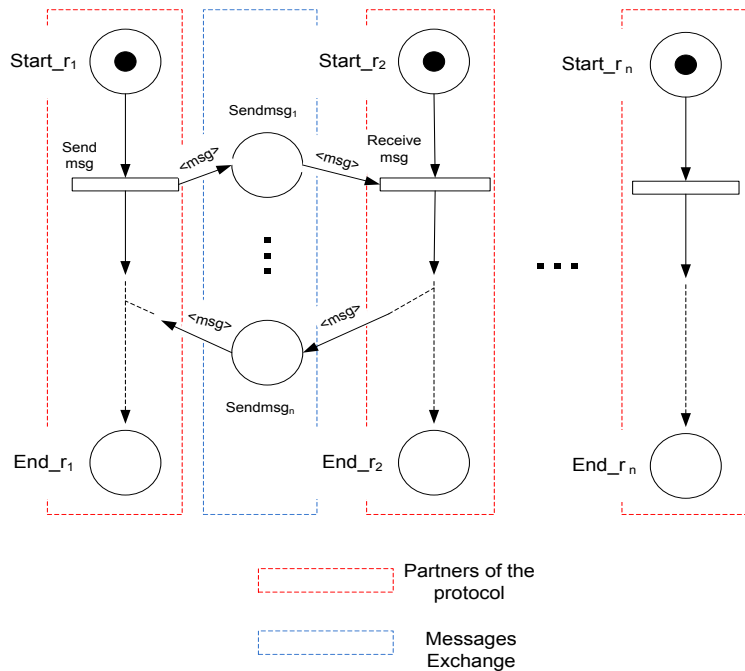 Start_r1
Start_r2
Start_r n
Sendmsg1
Send
msg
<msg>
<msg>
Receive
msg
<msg>
<msg>
Sendmsgn
End_r1
End_r2
End_r n
Partners of the
protocol
Messages
Exchange